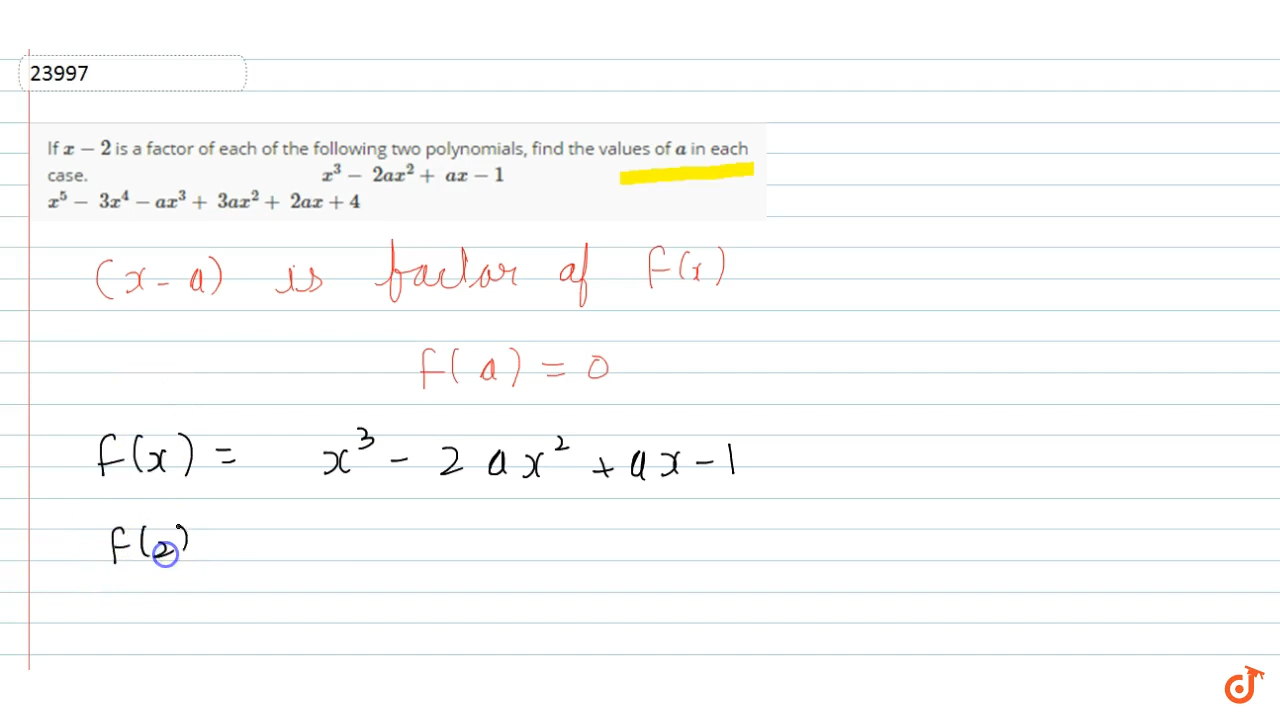 23997
If x − 2 is a factor of each of the following two polynomials, find the values of a in each
case. x³ − 2ax² + ax − 1
x⁵ − 3x⁴ − ax³ + 3ax² + 2ax + 4
(x - a) is factor of f(x)
f(a) = 0
f(x) = x³ - 2ax² + ax - 1
f(2)